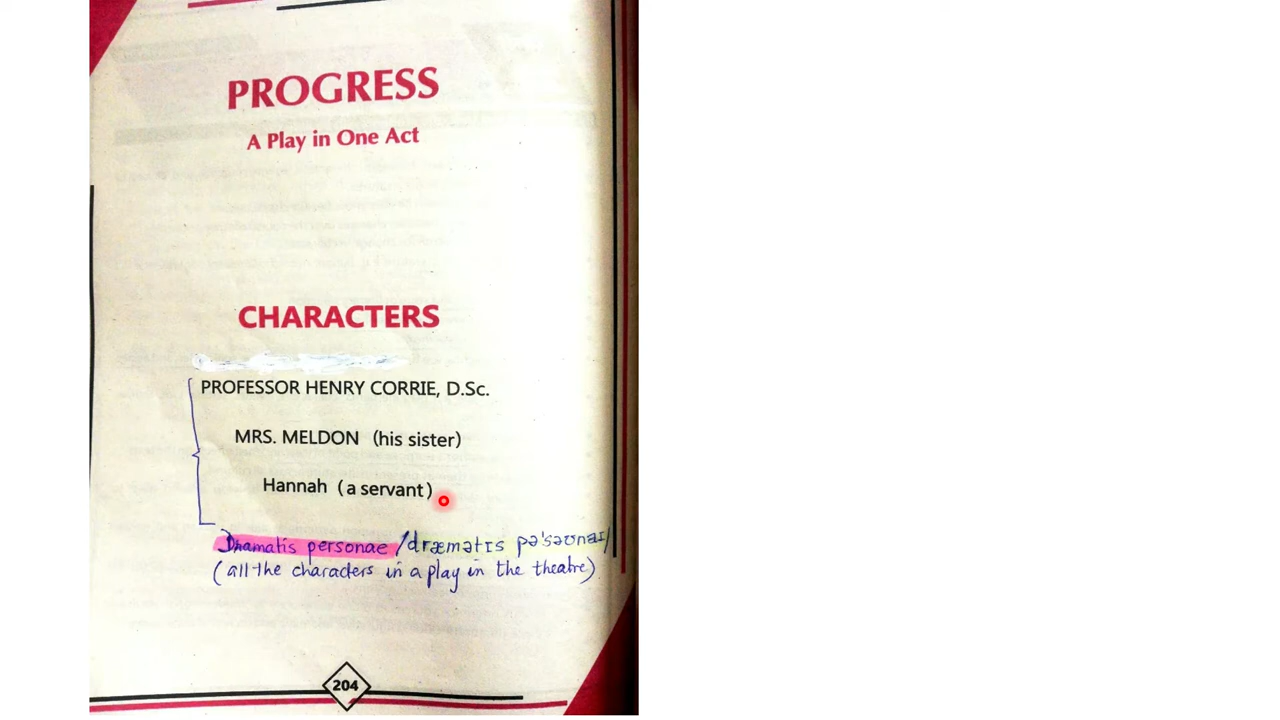 PROGRESS
A Play in One Act
CHARACTERS
PROFESSOR HENRY CORRIE, D.Sc.
MRS. MELDON (his sister)
Hannah (a servant)
Dramatis personae /dræmətɪs pə'səʊnaɪ/
(all the characters in a play in the theatre)
204